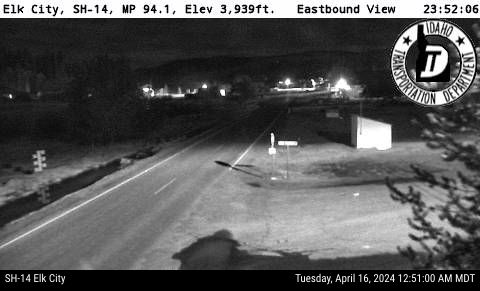 Elk City, SH-14, MP 94.1, Elev 3,939ft. Eastbound View 23:52:06
IDAHO
TRANSPORTATION DEPARTMENT
SH-14 Elk City Tuesday, April 16, 2024 12:51:00 AM MDT